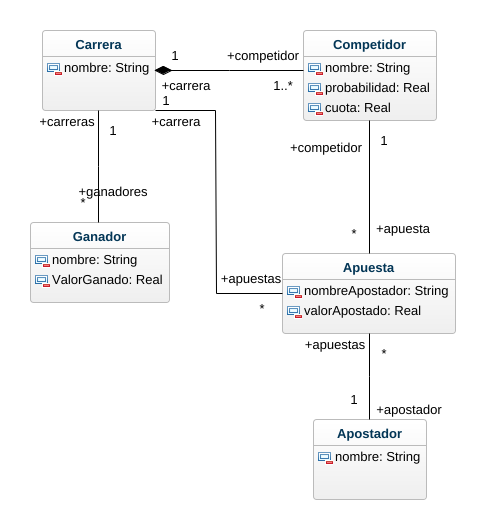 Carrera
nombre: String
1
+competidor
+carrera
1..*
Competidor
nombre: String
probabilidad: Real
cuota: Real
+carreras
1
1
+carrera
+ganadores
*
Ganador
nombre: String
ValorGanado: Real
+competidor
1
*
+apuesta
+apuestas
*
Apuesta
nombreApostador: String
valorApostado: Real
+apuestas
*
1
+apostador
Apostador
nombre: String